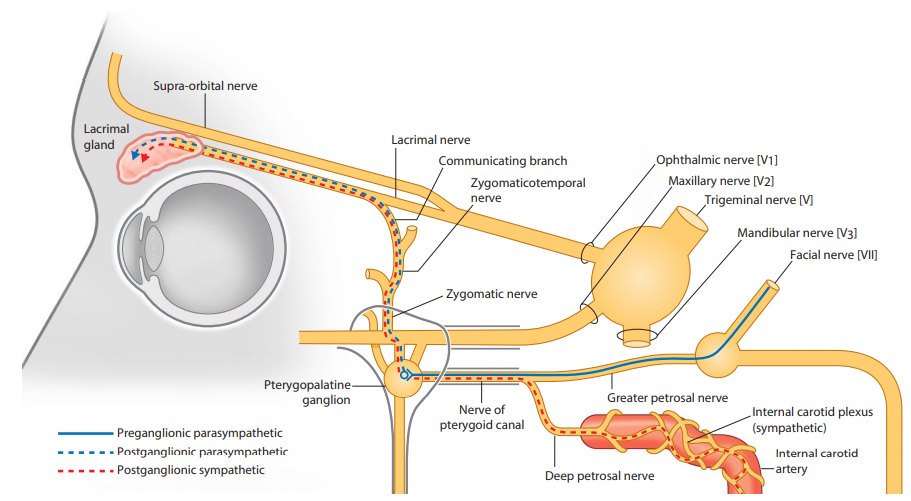 Supra-orbital nerve
Lacrimal
gland
Lacrimal nerve
Communicating branch
Zygomaticotemporal
nerve
Ophthalmic nerve [V1]
Maxillary nerve [V2]
Trigeminal nerve [V]
Mandibular nerve [V3]
Facial nerve [VII]
Zygomatic nerve
Pterygopalatine
ganglion
Nerve of
pterygoid canal
Greater petrosal nerve
Internal carotid plexus
(sympathetic)
Internal carotid
artery
Deep petrosal nerve
Preganglionic parasympathetic
Postganglionic parasympathetic
Postganglionic sympathetic